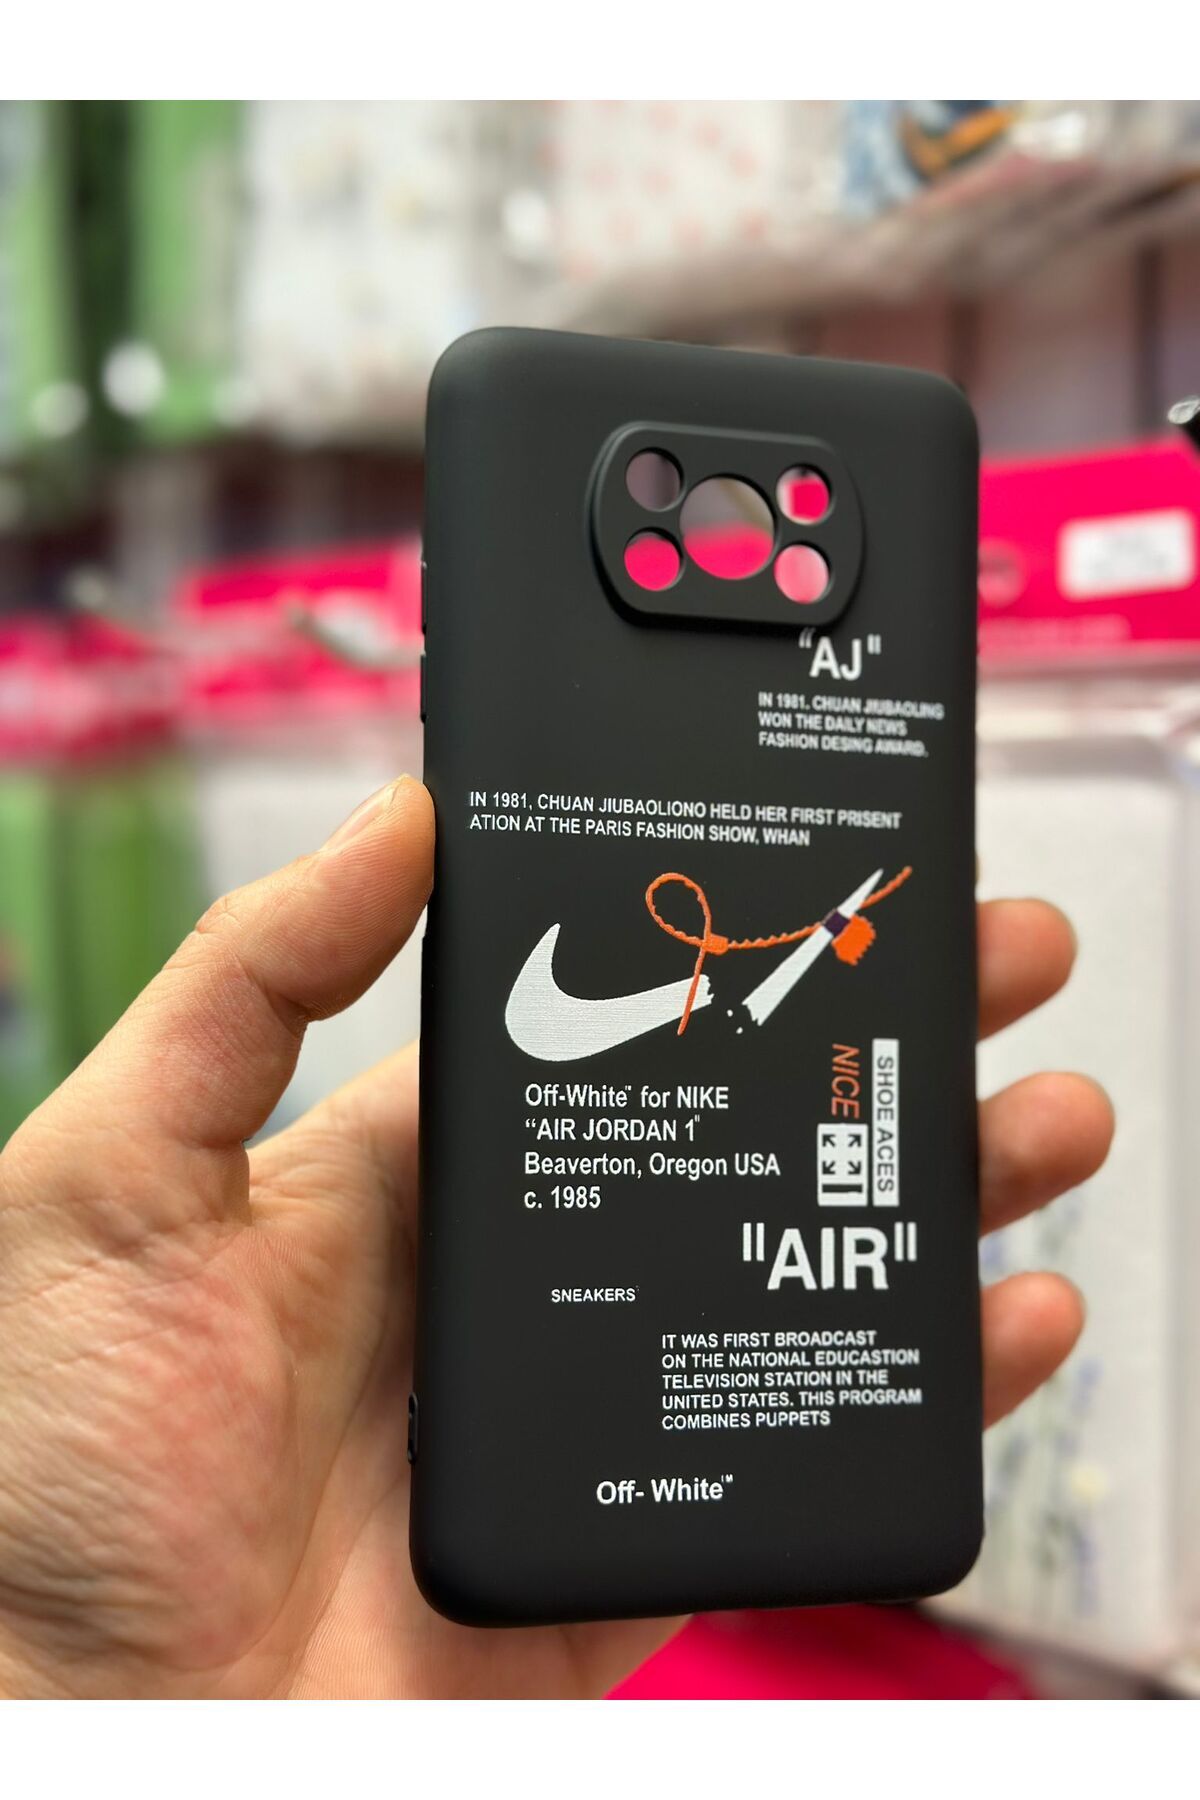 "AJ"
IN 1981. CHUAN JIUBAOLING
WON THE DAILY NEWS
FASHION DESING AWARD.
IN 1981, CHUAN JIUBAOLIONO HELD HER FIRST PRISENT
ATION AT THE PARIS FASHION SHOW, WHAN
Off-White™ for NIKE
"AIR JORDAN 1"
Beaverton, Oregon USA
c. 1985
NICE
SHOE ACES
"AIR"
SNEAKERS
IT WAS FIRST BROADCAST
ON THE NATIONAL EDUCASTION
TELEVISION STATION IN THE
UNITED STATES. THIS PROGRAM
COMBINES PUPPETS
Off- White™